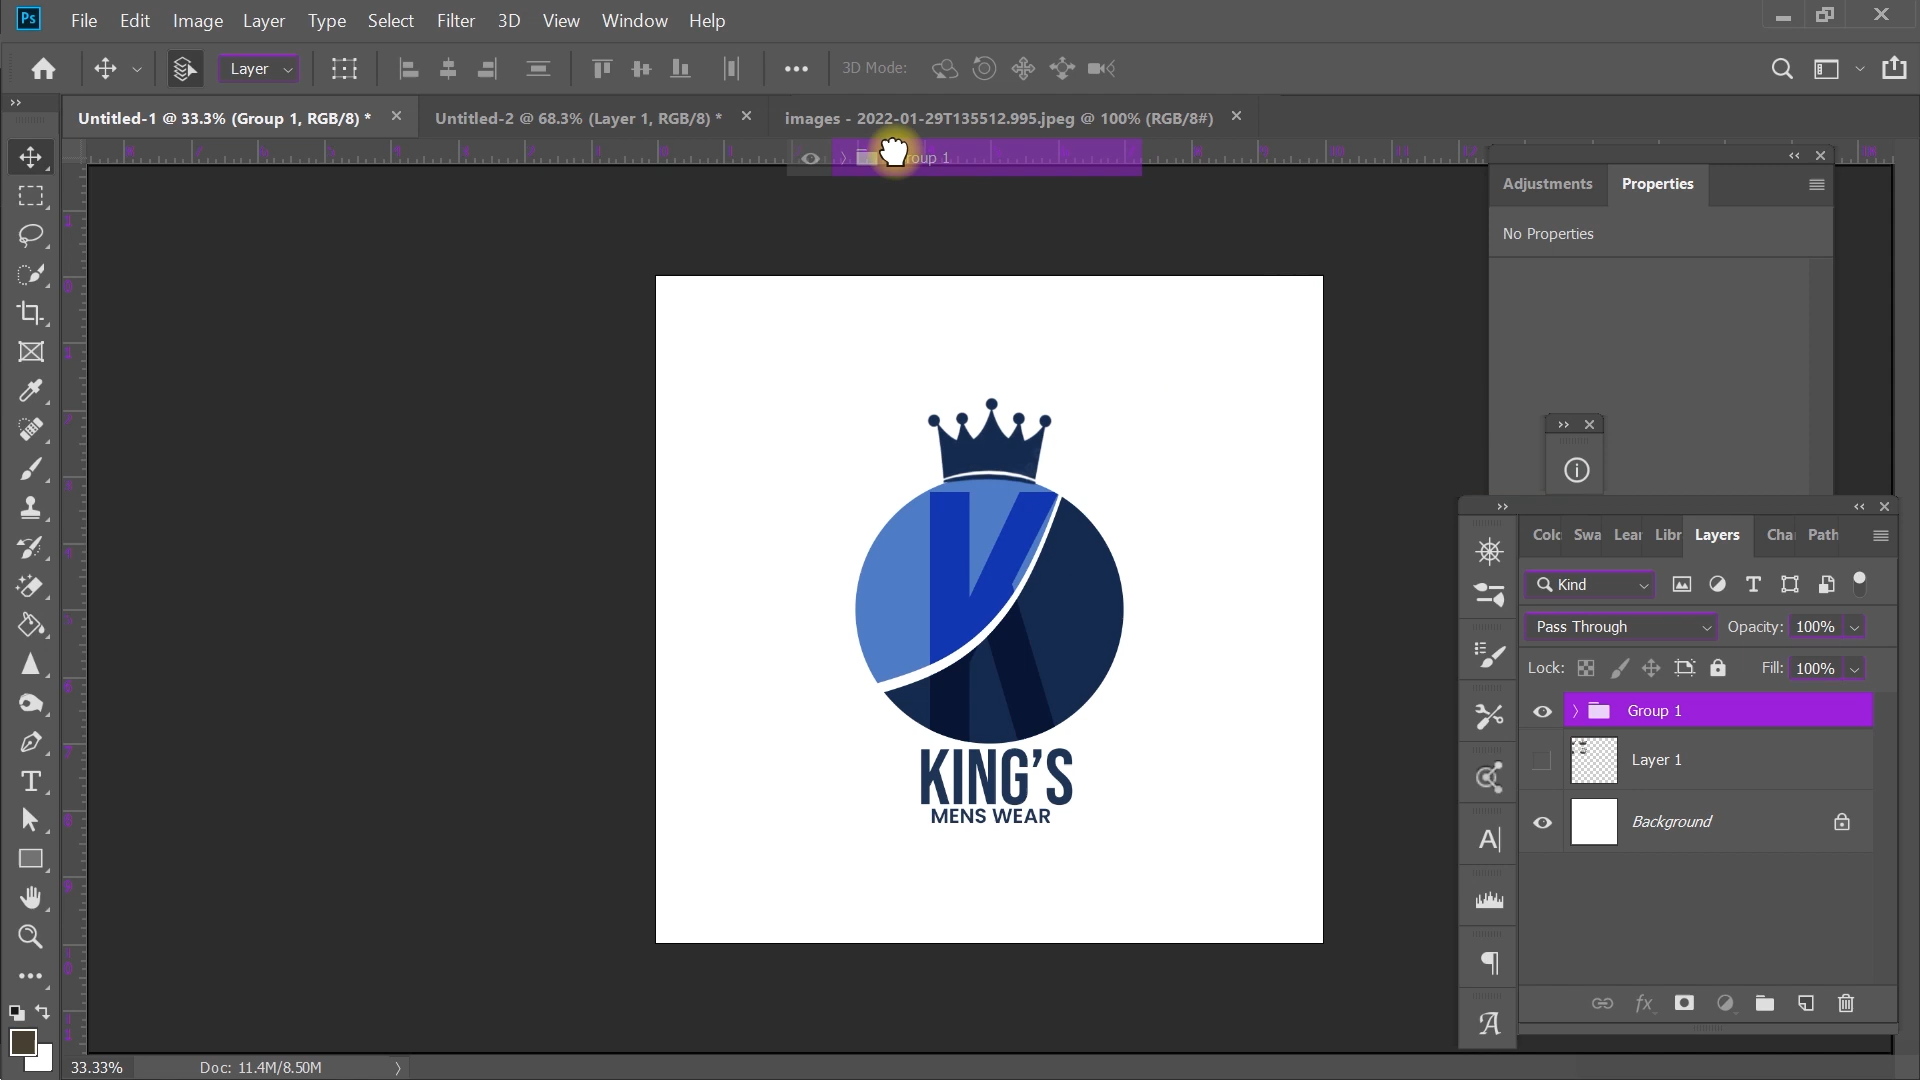 Ps File Edit Image Layer Type Select Filter 3D View Window Help
Layer 3D Mode:
Untitled-1 @ 33.3% (Group 1, RGB/8) * Untitled-2 @ 68.3% (Layer 1, RGB/8) * images - 2022-01-29T135512.995.jpeg @ 100% (RGB/8#)
Adjustments Properties
No Properties
Colc Swa Lear Libr Layers Cha Path
Kind
Pass Through Opacity: 100%
Lock: Fill: 100%
Group 1
Layer 1
Background
KING'S
MENS WEAR
33.33% Doc: 11.4M/8.50M